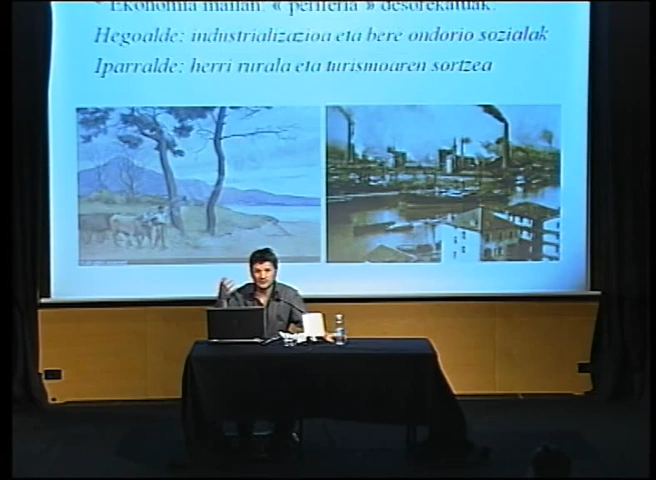 * Ekonomia mailan: « periferia » desorekatuak:
Hegoalde: industrializazioa eta bere ondorio sozialak
Iparralde: herri rurala eta turismoaren sortzea